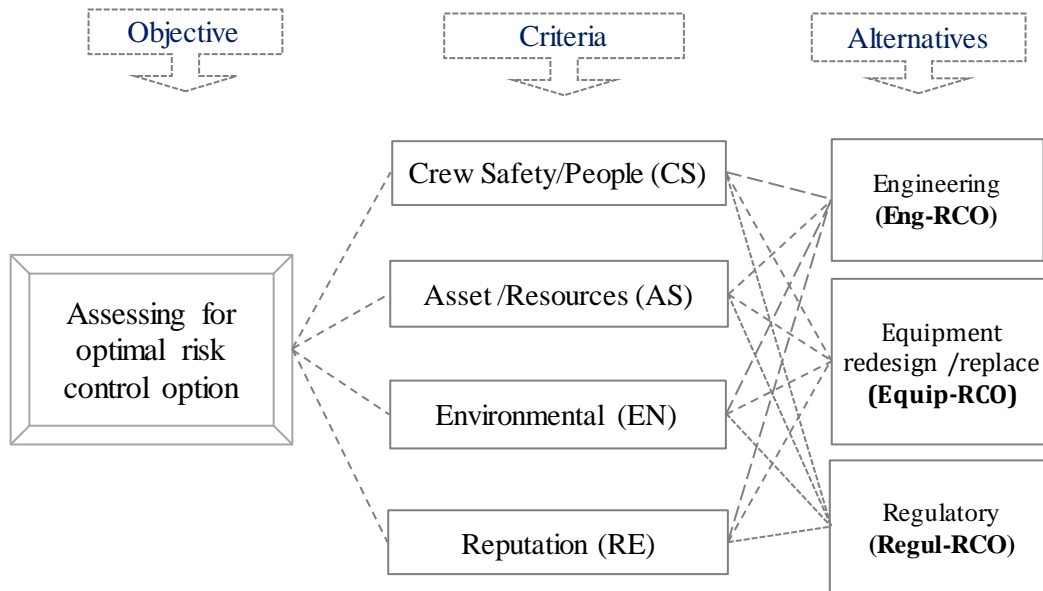 Objective
Criteria
Alternatives
Assessing for
optimal risk
control option
Crew Safety/People (CS)
Asset /Resources (AS)
Environmental (EN)
Reputation (RE)
Engineering
(Eng-RCO)
Equipment
redesign /replace
(Equip-RCO)
Regulatory
(Regul-RCO)